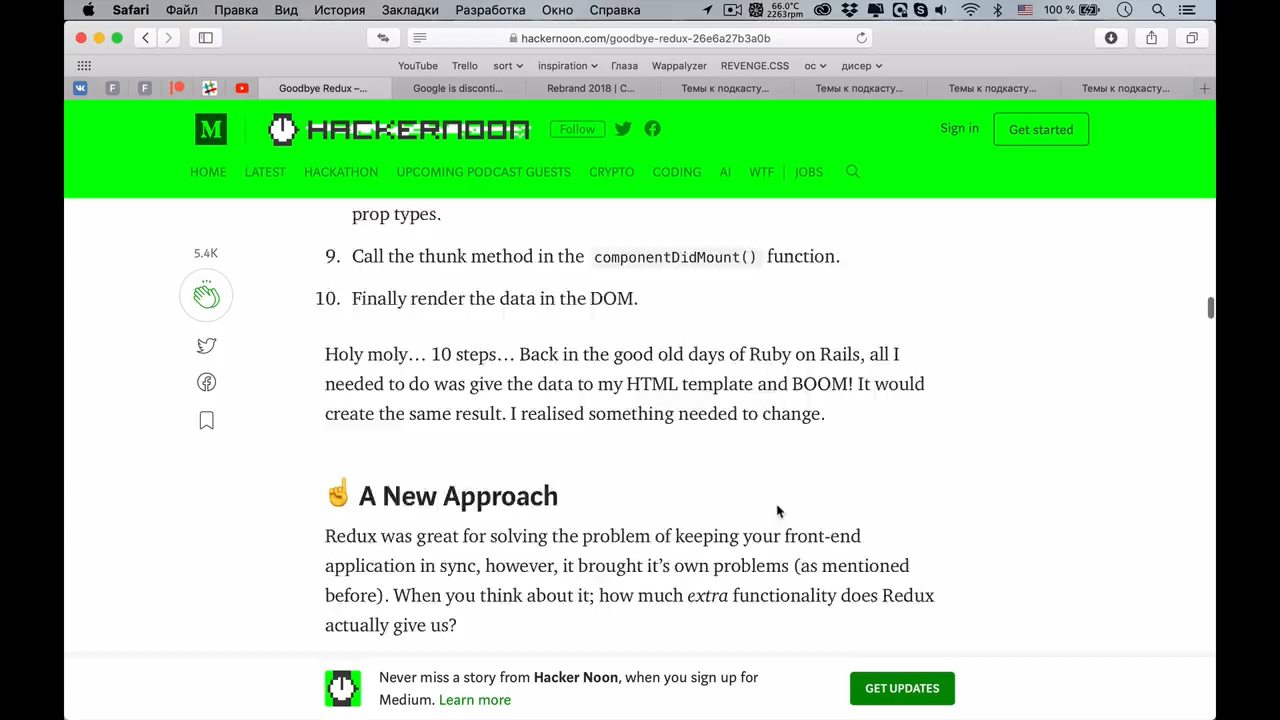 Safari Файл Правка Вид История Закладки Разработка Окно Справка 66.0°C 2263rpm 100 %
hackernoon.com/goodbye-redux-26e6a27b3a0b
YouTube Trello sort inspiration Глаза Wappalyzer REVENGE.CSS ос дисер
F F Goodbye Redux –... Google is disconti... Rebrand 2018 | C... Темы к подкасту... Темы к подкасту... Темы к подкасту... Темы к подкасту...
M HACKERNOON Follow Sign in Get started
HOME LATEST HACKATHON UPCOMING PODCAST GUESTS CRYPTO CODING AI WTF JOBS
prop types.
5.4K
9. Call the thunk method in the componentDidMount() function.
10. Finally render the data in the DOM.
Holy moly… 10 steps… Back in the good old days of Ruby on Rails, all I
needed to do was give the data to my HTML template and BOOM! It would
create the same result. I realised something needed to change.
☝️ A New Approach
Redux was great for solving the problem of keeping your front-end
application in sync, however, it brought it’s own problems (as mentioned
before). When you think about it; how much extra functionality does Redux
actually give us?
Never miss a story from Hacker Noon, when you sign up for
Medium. Learn more
GET UPDATES